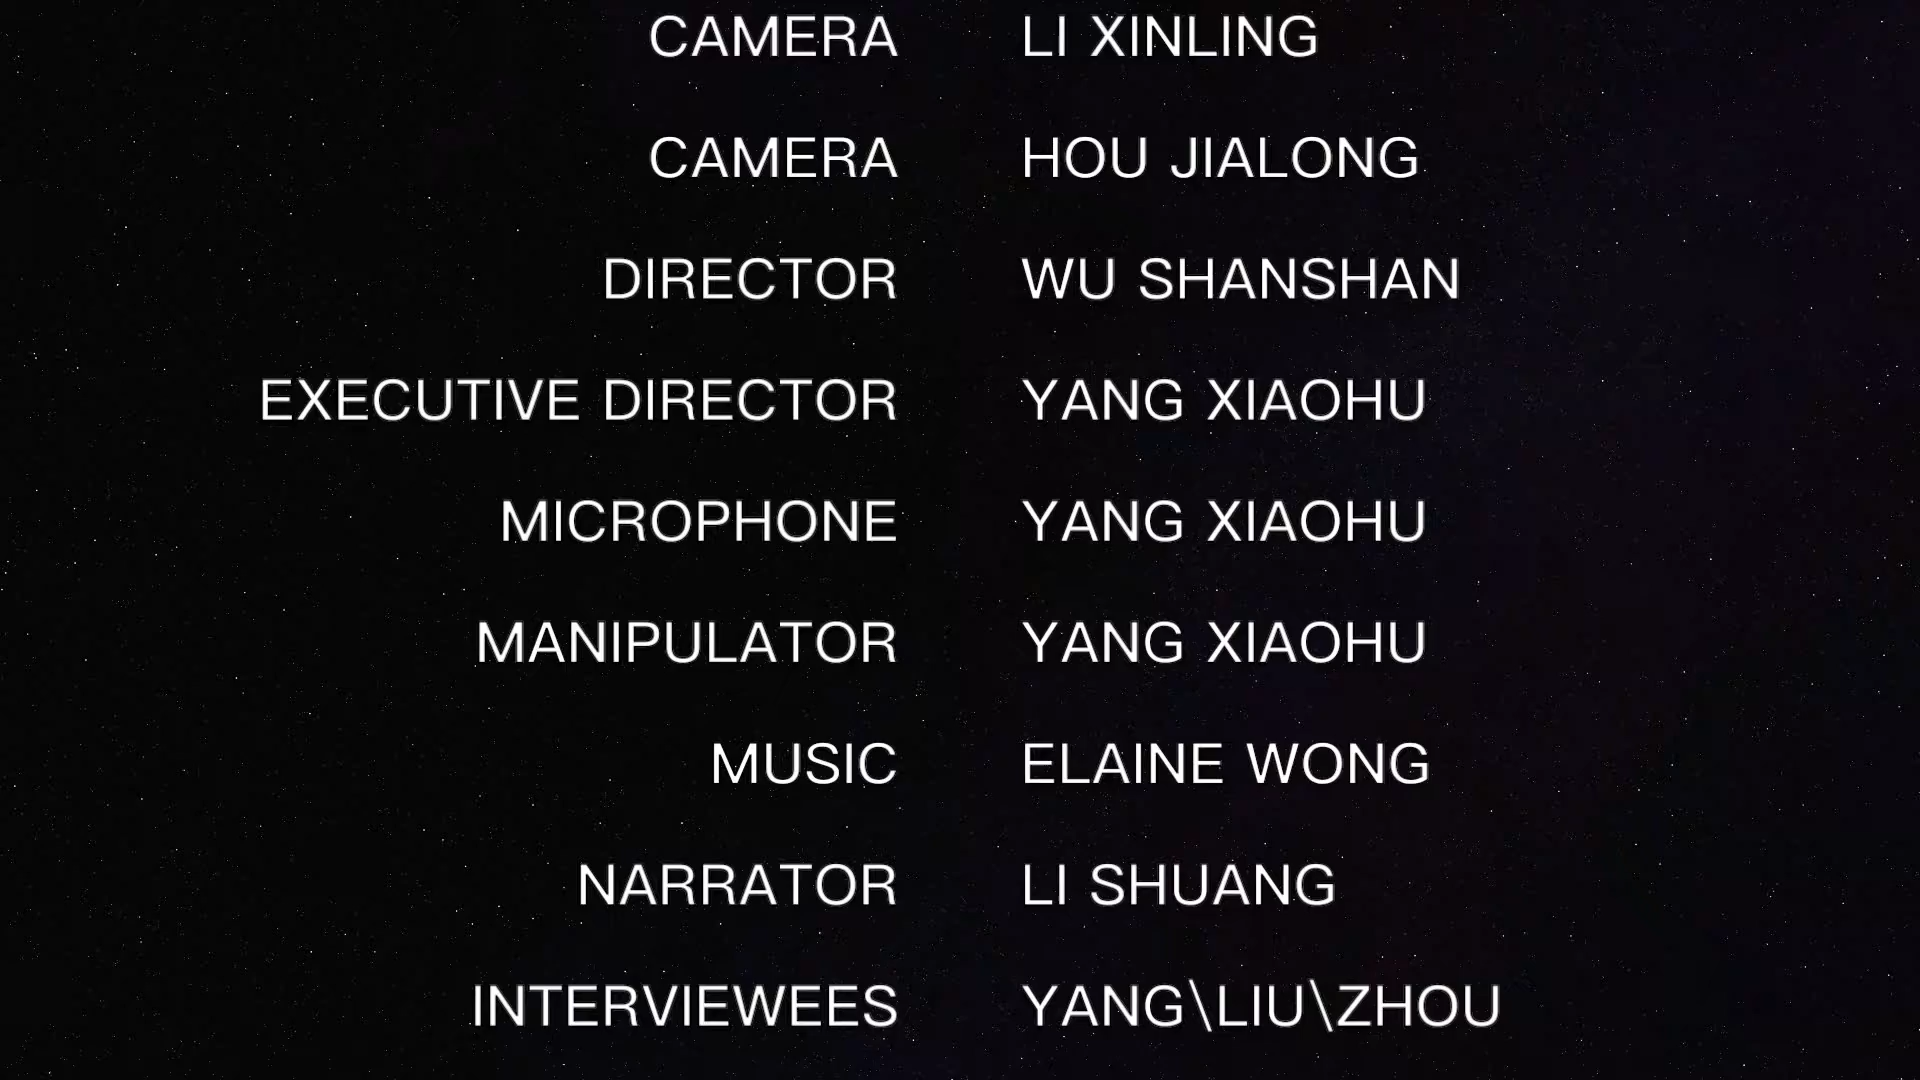 CAMERA LI XINLING
CAMERA HOU JIALONG
DIRECTOR WU SHANSHAN
EXECUTIVE DIRECTOR YANG XIAOHU
MICROPHONE YANG XIAOHU
MANIPULATOR YANG XIAOHU
MUSIC ELAINE WONG
NARRATOR LI SHUANG
INTERVIEWEES YANG\LIU\ZHOU